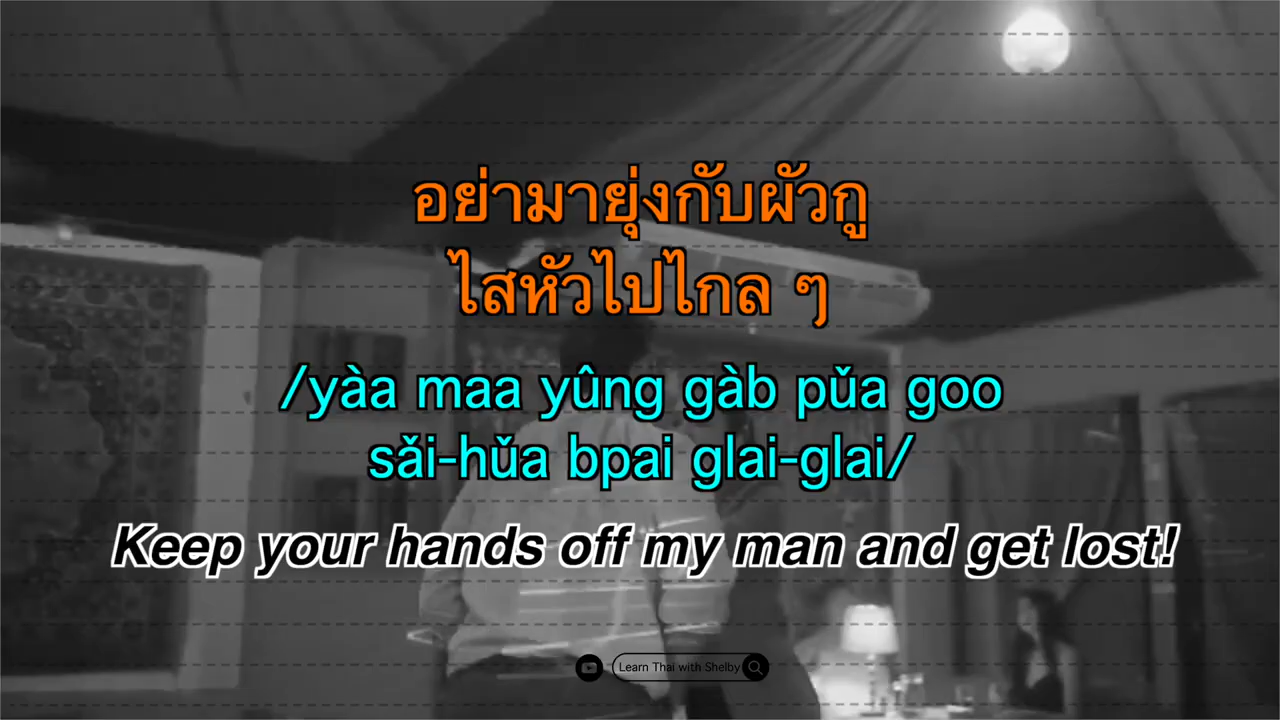 อย่ามายุ่งกับผัวกู
ไสหัวไปไกล ๆ
/yàa maa yûng gàb pǔa goo
sǎi-hǔa bpai glai-glai/
Keep your hands off my man and get lost!
Learn Thai with Shelby